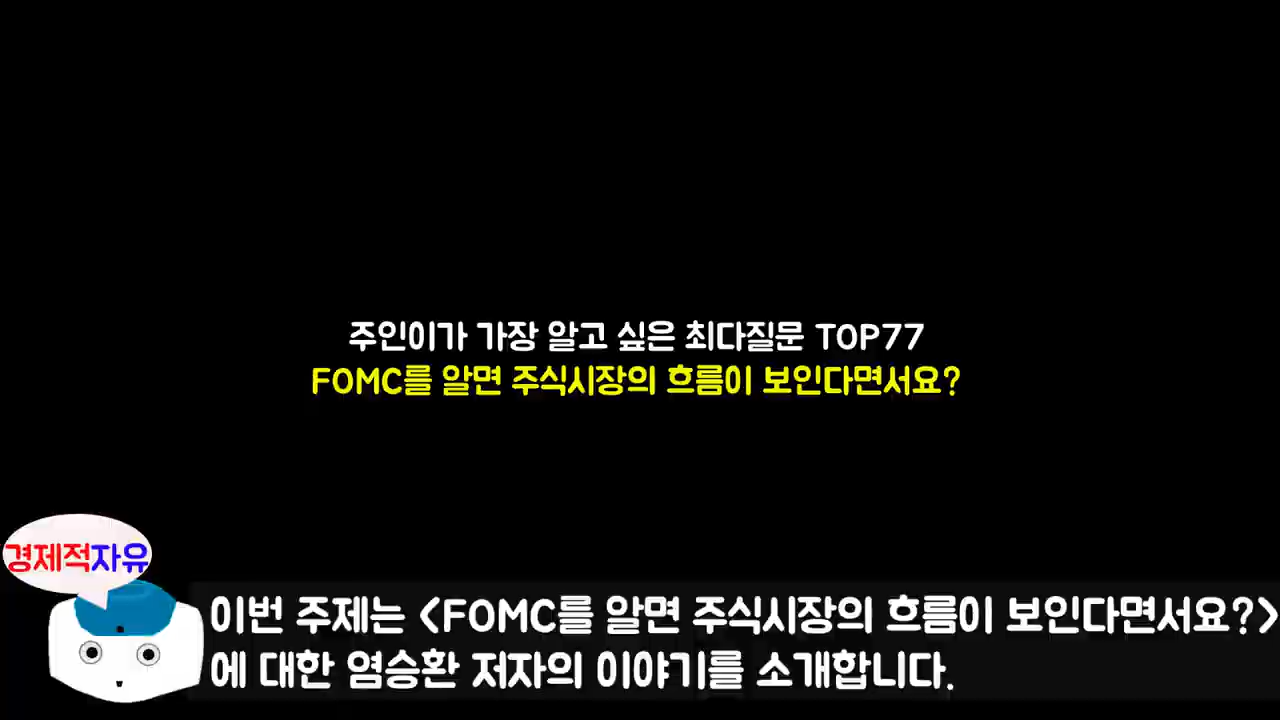 주인이가 가장 알고 싶은 최다질문 TOP77
FOMC를 알면 주식시장의 흐름이 보인다면서요?
경제적자유
이번 주제는 <FOMC를 알면 주식시장의 흐름이 보인다면서요?>
에 대한 염승환 저자의 이야기를 소개합니다.